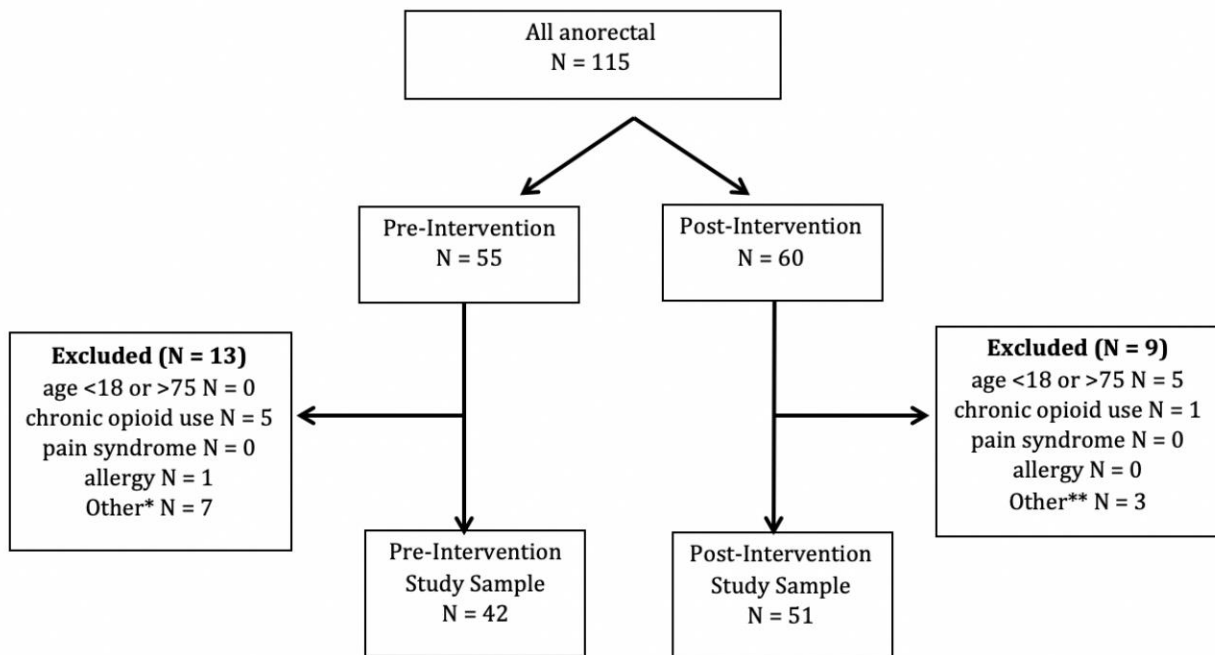 All anorectal
N = 115
Pre-Intervention
N = 55
Post-Intervention
N = 60
Excluded (N = 13)
age <18 or >75 N = 0
chronic opioid use N = 5
pain syndrome N = 0
allergy N = 1
Other* N = 7
Excluded (N = 9)
age <18 or >75 N = 5
chronic opioid use N = 1
pain syndrome N = 0
allergy N = 0
Other** N = 3
Pre-Intervention
Study Sample
N = 42
Post-Intervention
Study Sample
N = 51